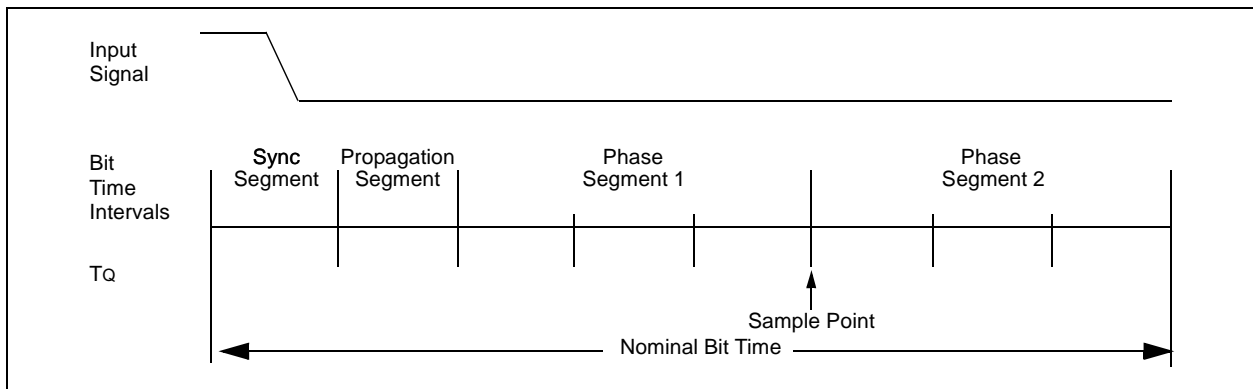 Input
Signal
Bit
Time
Intervals
Sync
Segment
Propagation
Segment
Phase
Segment 1
Phase
Segment 2
TQ
Sample Point
Nominal Bit Time